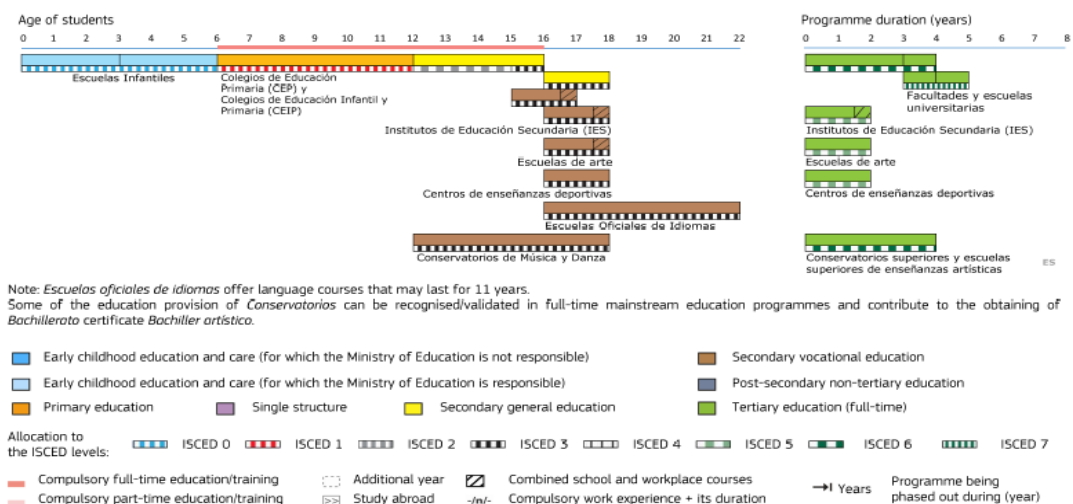 Age of students
Programme duration (years)
0 1 2 3 4 5 6 7 8 9 10 11 12 13 14 15 16 17 18 19 20 21 22
0 1 2 3 4 5 6 7 8
Escuelas Infantiles
Colegios de Educación
Primaria (CEP) y
Colegios de Educación Infantil y
Primaria (CEIP)
Facultades y escuelas
universitarias
Institutos de Educación Secundaria (IES)
Institutos de Educación Secundaria (IES)
Escuelas de arte
Escuelas de arte
Centros de enseñanzas deportivas
Centros de enseñanzas deportivas
Escuelas Oficiales de Idiomas
Conservatorios de Música y Danza
Conservatorios superiores y escuelas
superiores de enseñanzas artísticas
ES
Note: Escuelas oficiales de idiomas offer language courses that may last for 11 years.
Some of the education provision of Conservatorios can be recognised/validated in full-time mainstream education programmes and contribute to the obtaining of
Bachillerato certificate Bachiller artístico.
Early childhood education and care (for which the Ministry of Education is not responsible)
Secondary vocational education
Early childhood education and care (for which the Ministry of Education is responsible)
Post-secondary non-tertiary education
Primary education
Single structure
Secondary general education
Tertiary education (full-time)
Allocation to
the ISCED levels:
ISCED 0
ISCED 1
ISCED 2
ISCED 3
ISCED 4
ISCED 5
ISCED 6
ISCED 7
Compulsory full-time education/training
Additional year
Combined school and workplace courses
Years
Programme being
phased out during (year)
Compulsory part-time education/training
>> Study abroad
-/n/- Compulsory work experience + its duration